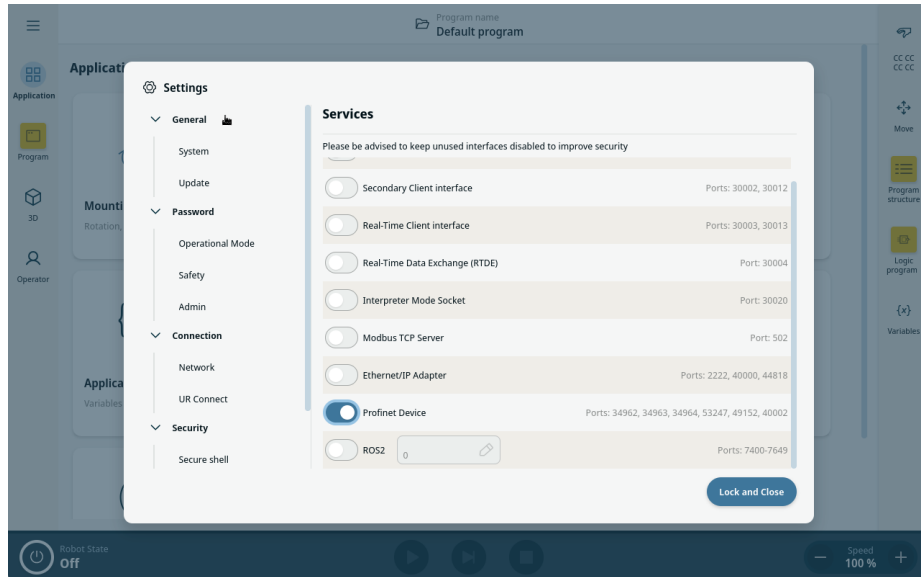 Program name
Default program
Application
Program
3D
Operator
Applicati
Mounti
Rotation,
Applica
Variables
Settings
General
System
Update
Password
Operational Mode
Safety
Admin
Connection
Network
UR Connect
Security
Secure shell
Services
Please be advised to keep unused interfaces disabled to improve security
Secondary Client interface Ports: 30002, 30012
Real-Time Client interface Ports: 30003, 30013
Real-Time Data Exchange (RTDE) Port: 30004
Interpreter Mode Socket Port: 30020
Modbus TCP Server Port: 502
Ethernet/IP Adapter Ports: 2222, 40000, 44818
Profinet Device Ports: 34962, 34963, 34964, 53247, 49152, 40002
ROS2 0 Ports: 7400-7649
Lock and Close
CC CC
CC CC
Move
Program
structure
Logic
program
{x}
Variables
Robot State
Off
Speed
100 %